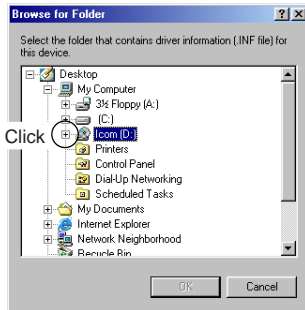 Browse for Folder
Select the folder that contains driver information (.INF file) for
this device.
Desktop
My Computer
3½ Floppy (A:)
(C:)
Click
Icom (D:)
Printers
Control Panel
Dial-Up Networking
Scheduled Tasks
My Documents
Internet Explorer
Network Neighborhood
Recycle Bin
OK
Cancel